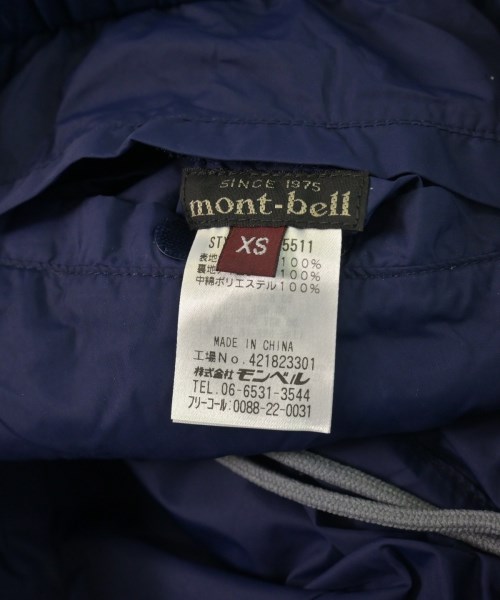 SINCE 1975
mont-bell
XS
ST 5511
表地 100%
裏地 100%
中綿ポリエステル100%
MADE IN CHINA
工場No.421823301
株式会社 モンベル
TEL. 06-6531-3544
フリーコール:0088-22-0031